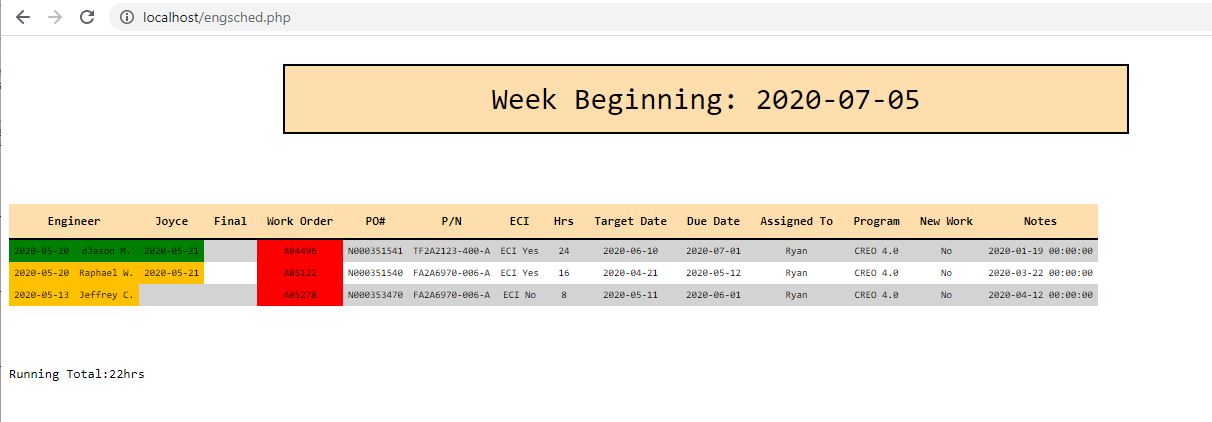 localhost/engsched.php
Week Beginning: 2020-07-05
Engineer Joyce Final Work Order PO# P/N ECI Hrs Target Date Due Date Assigned To Program New Work Notes
2020-05-20 dJason M. 2020-05-21 A04496 N000351541 TF2A2123-400-A ECI Yes 24 2020-06-10 2020-07-01 Ryan CREO 4.0 No 2020-01-19 00:00:00
2020-05-20 Raphael W. 2020-05-21 A05122 N000351540 FA2A6970-006-A ECI Yes 16 2020-04-21 2020-05-12 Ryan CREO 4.0 No 2020-03-22 00:00:00
2020-05-13 Jeffrey C. A05278 N000353470 FA2A6970-006-A ECI No 8 2020-05-11 2020-06-01 Ryan CREO 4.0 No 2020-04-12 00:00:00
Running Total:22hrs